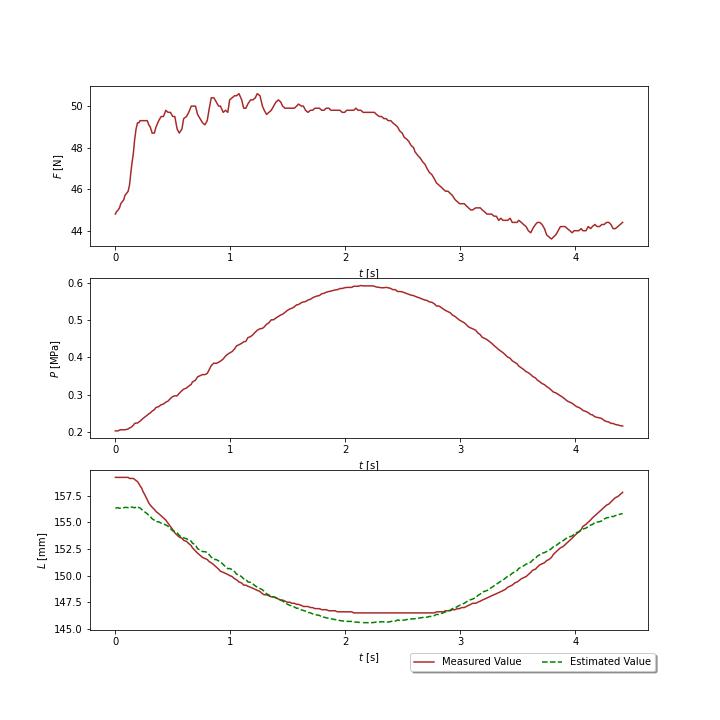 50
48
46
44
F [N]
0 1 2 3 4
t [s]
0.6
0.5
0.4
0.3
0.2
P [MPa]
0 1 2 3 4
t [s]
157.5
155.0
152.5
150.0
147.5
145.0
L [mm]
0 1 2 3 4
t [s]
Measured Value Estimated Value